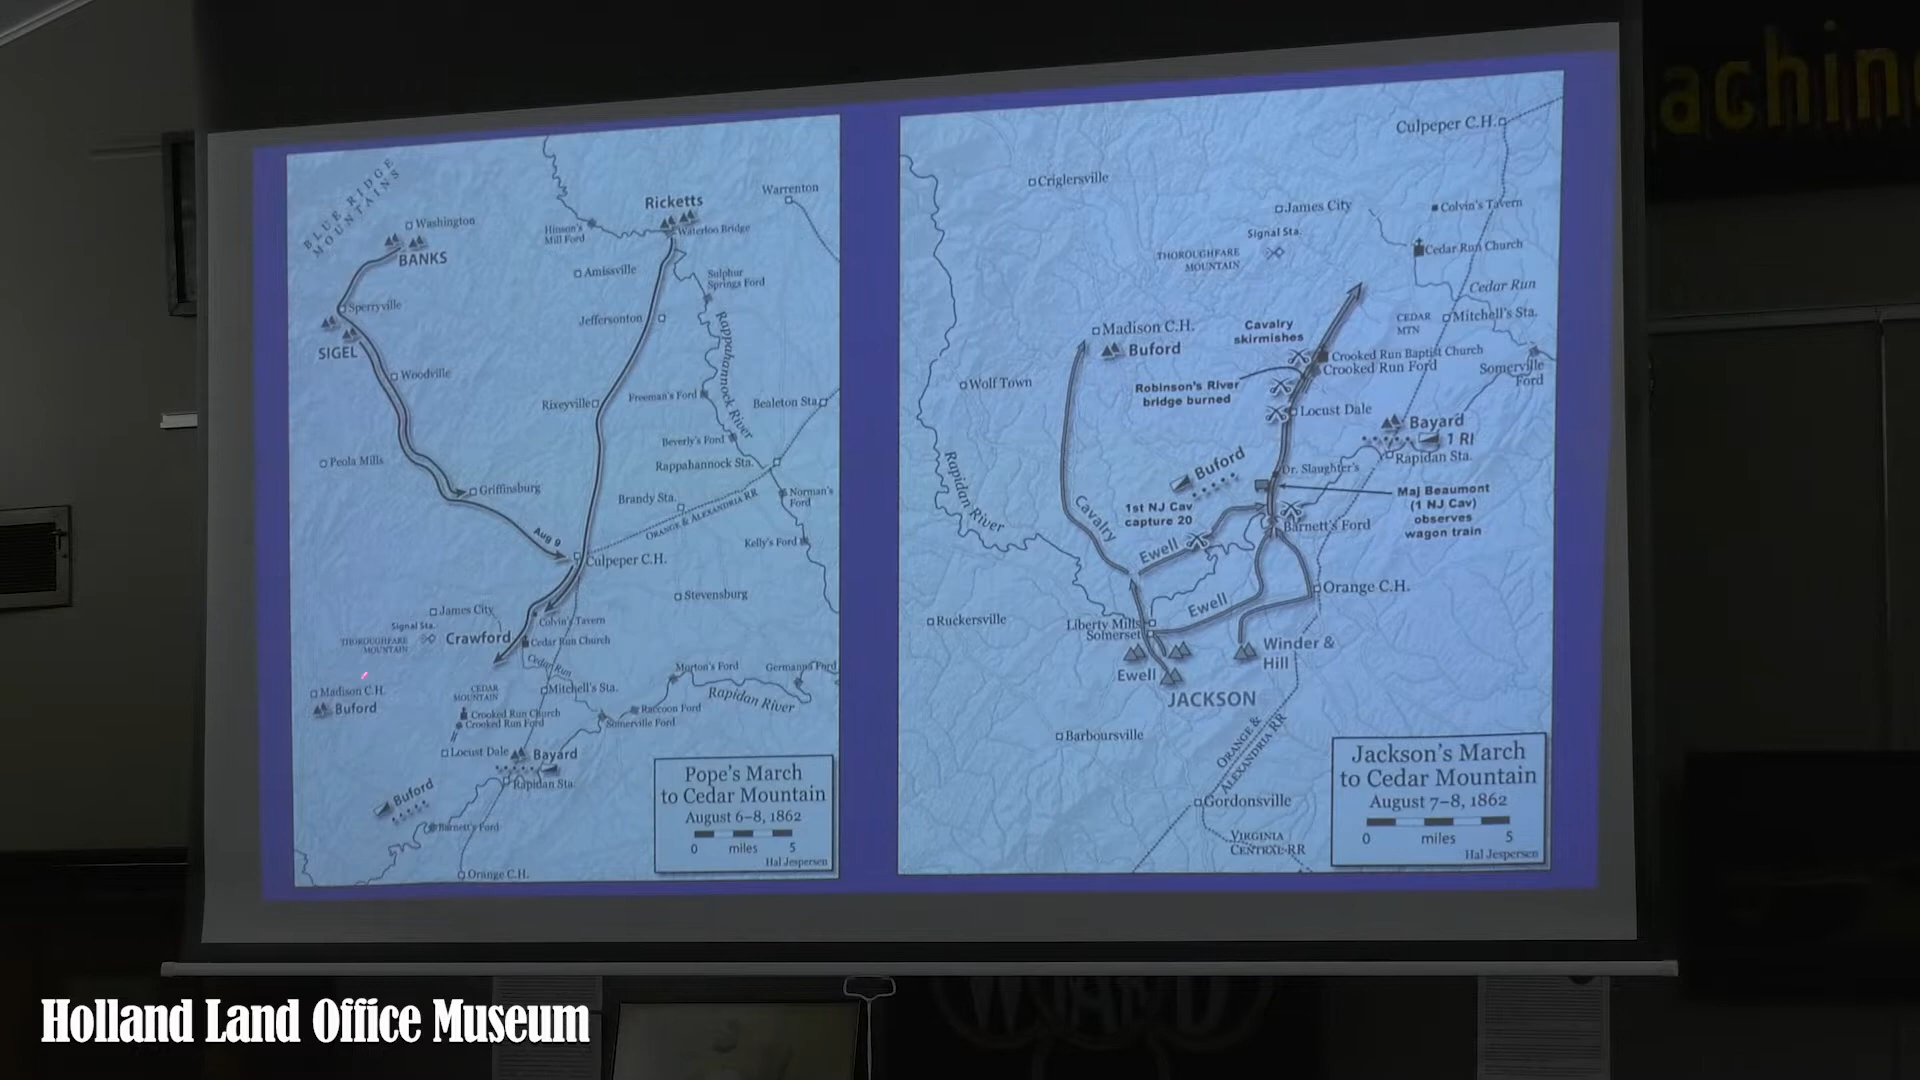 BLUE RIDGE
MOUNTAINS
Washington
BANKS
Sperryville
SIGEL
Woodville
Peola Mills
Griffinsburg
Aug 9
Ricketts
Warrenton
Hinson's
Mill Ford
Waterloo Bridge
Amissville
Sulphur
Springs Ford
Jeffersonton
Rappahannock River
Rixeyville
Freeman's Ford
Bealeton Sta.
Beverly's Ford
Rappahannock Sta.
Brandy Sta.
Norman's
Ford
ORANGE & ALEXANDRIA RR
Kelly's Ford
Culpeper C.H.
Stevensburg
James City
Signal Sta.
THOROUGHFARE
MOUNTAIN
Crawford
Colvin's Tavern
Cedar Run Church
Cedar Run
Madison C.H.
Buford
CEDAR
MOUNTAIN
Mitchell's Sta.
Morton's Ford
Germanna Ford
Rapidan River
Crooked Run Church
Crooked Run Ford
Raccoon Ford
Somerville Ford
Locust Dale
Bayard
Rapidan Sta.
Buford
Barnett's Ford
Orange C.H.
Pope's March
to Cedar Mountain
August 6–8, 1862
0 miles 5
Hal Jespersen
Culpeper C.H.
Criglersville
James City
Colvin's Tavern
Signal Sta.
THOROUGHFARE
MOUNTAIN
Cedar Run Church
Cedar Run
CEDAR
MTN
Mitchell's Sta.
Madison C.H.
Buford
Cavalry
skirmishes
Crooked Run Baptist Church
Crooked Run Ford
Somerville
Ford
Wolf Town
Robinson's River
bridge burned
Locust Dale
Bayard
1 RI
Rapidan Sta.
Rapidan River
Buford
Dr. Slaughter's
Cavalry
1st NJ Cav
capture 20
Maj Beaumont
(1 NJ Cav)
observes
wagon train
Barnett's Ford
Ewell
Orange C.H.
Ewell
Ruckersville
Liberty Mills
Somerset
Winder &
Hill
Ewell
JACKSON
Barboursville
ORANGE &
ALEXANDRIA RR
Gordonsville
VIRGINIA
CENTRAL RR
Jackson's March
to Cedar Mountain
August 7–8, 1862
0 miles 5
Hal Jespersen
Holland Land Office Museum